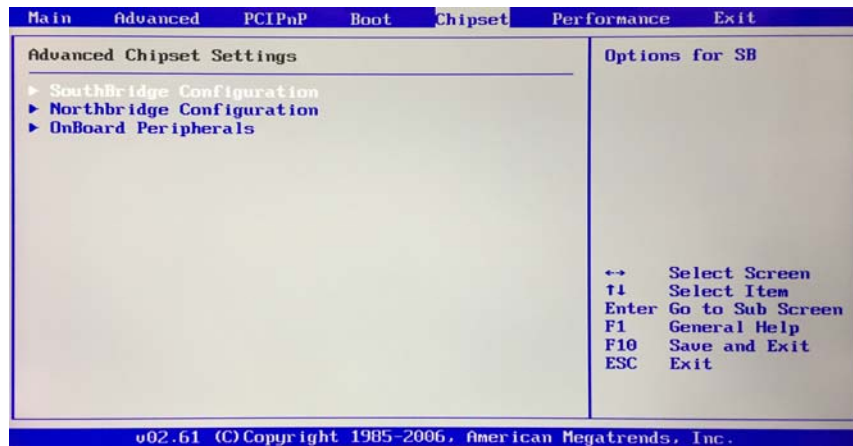 Main Advanced PCIPnP Boot Chipset Performance Exit
Advanced Chipset Settings
► SouthBridge Configuration
► Northbridge Configuration
► OnBoard Peripherals
Options for SB
↔ Select Screen
↑↓ Select Item
Enter Go to Sub Screen
F1 General Help
F10 Save and Exit
ESC Exit
v02.61 (C)Copyright 1985-2006, American Megatrends, Inc.